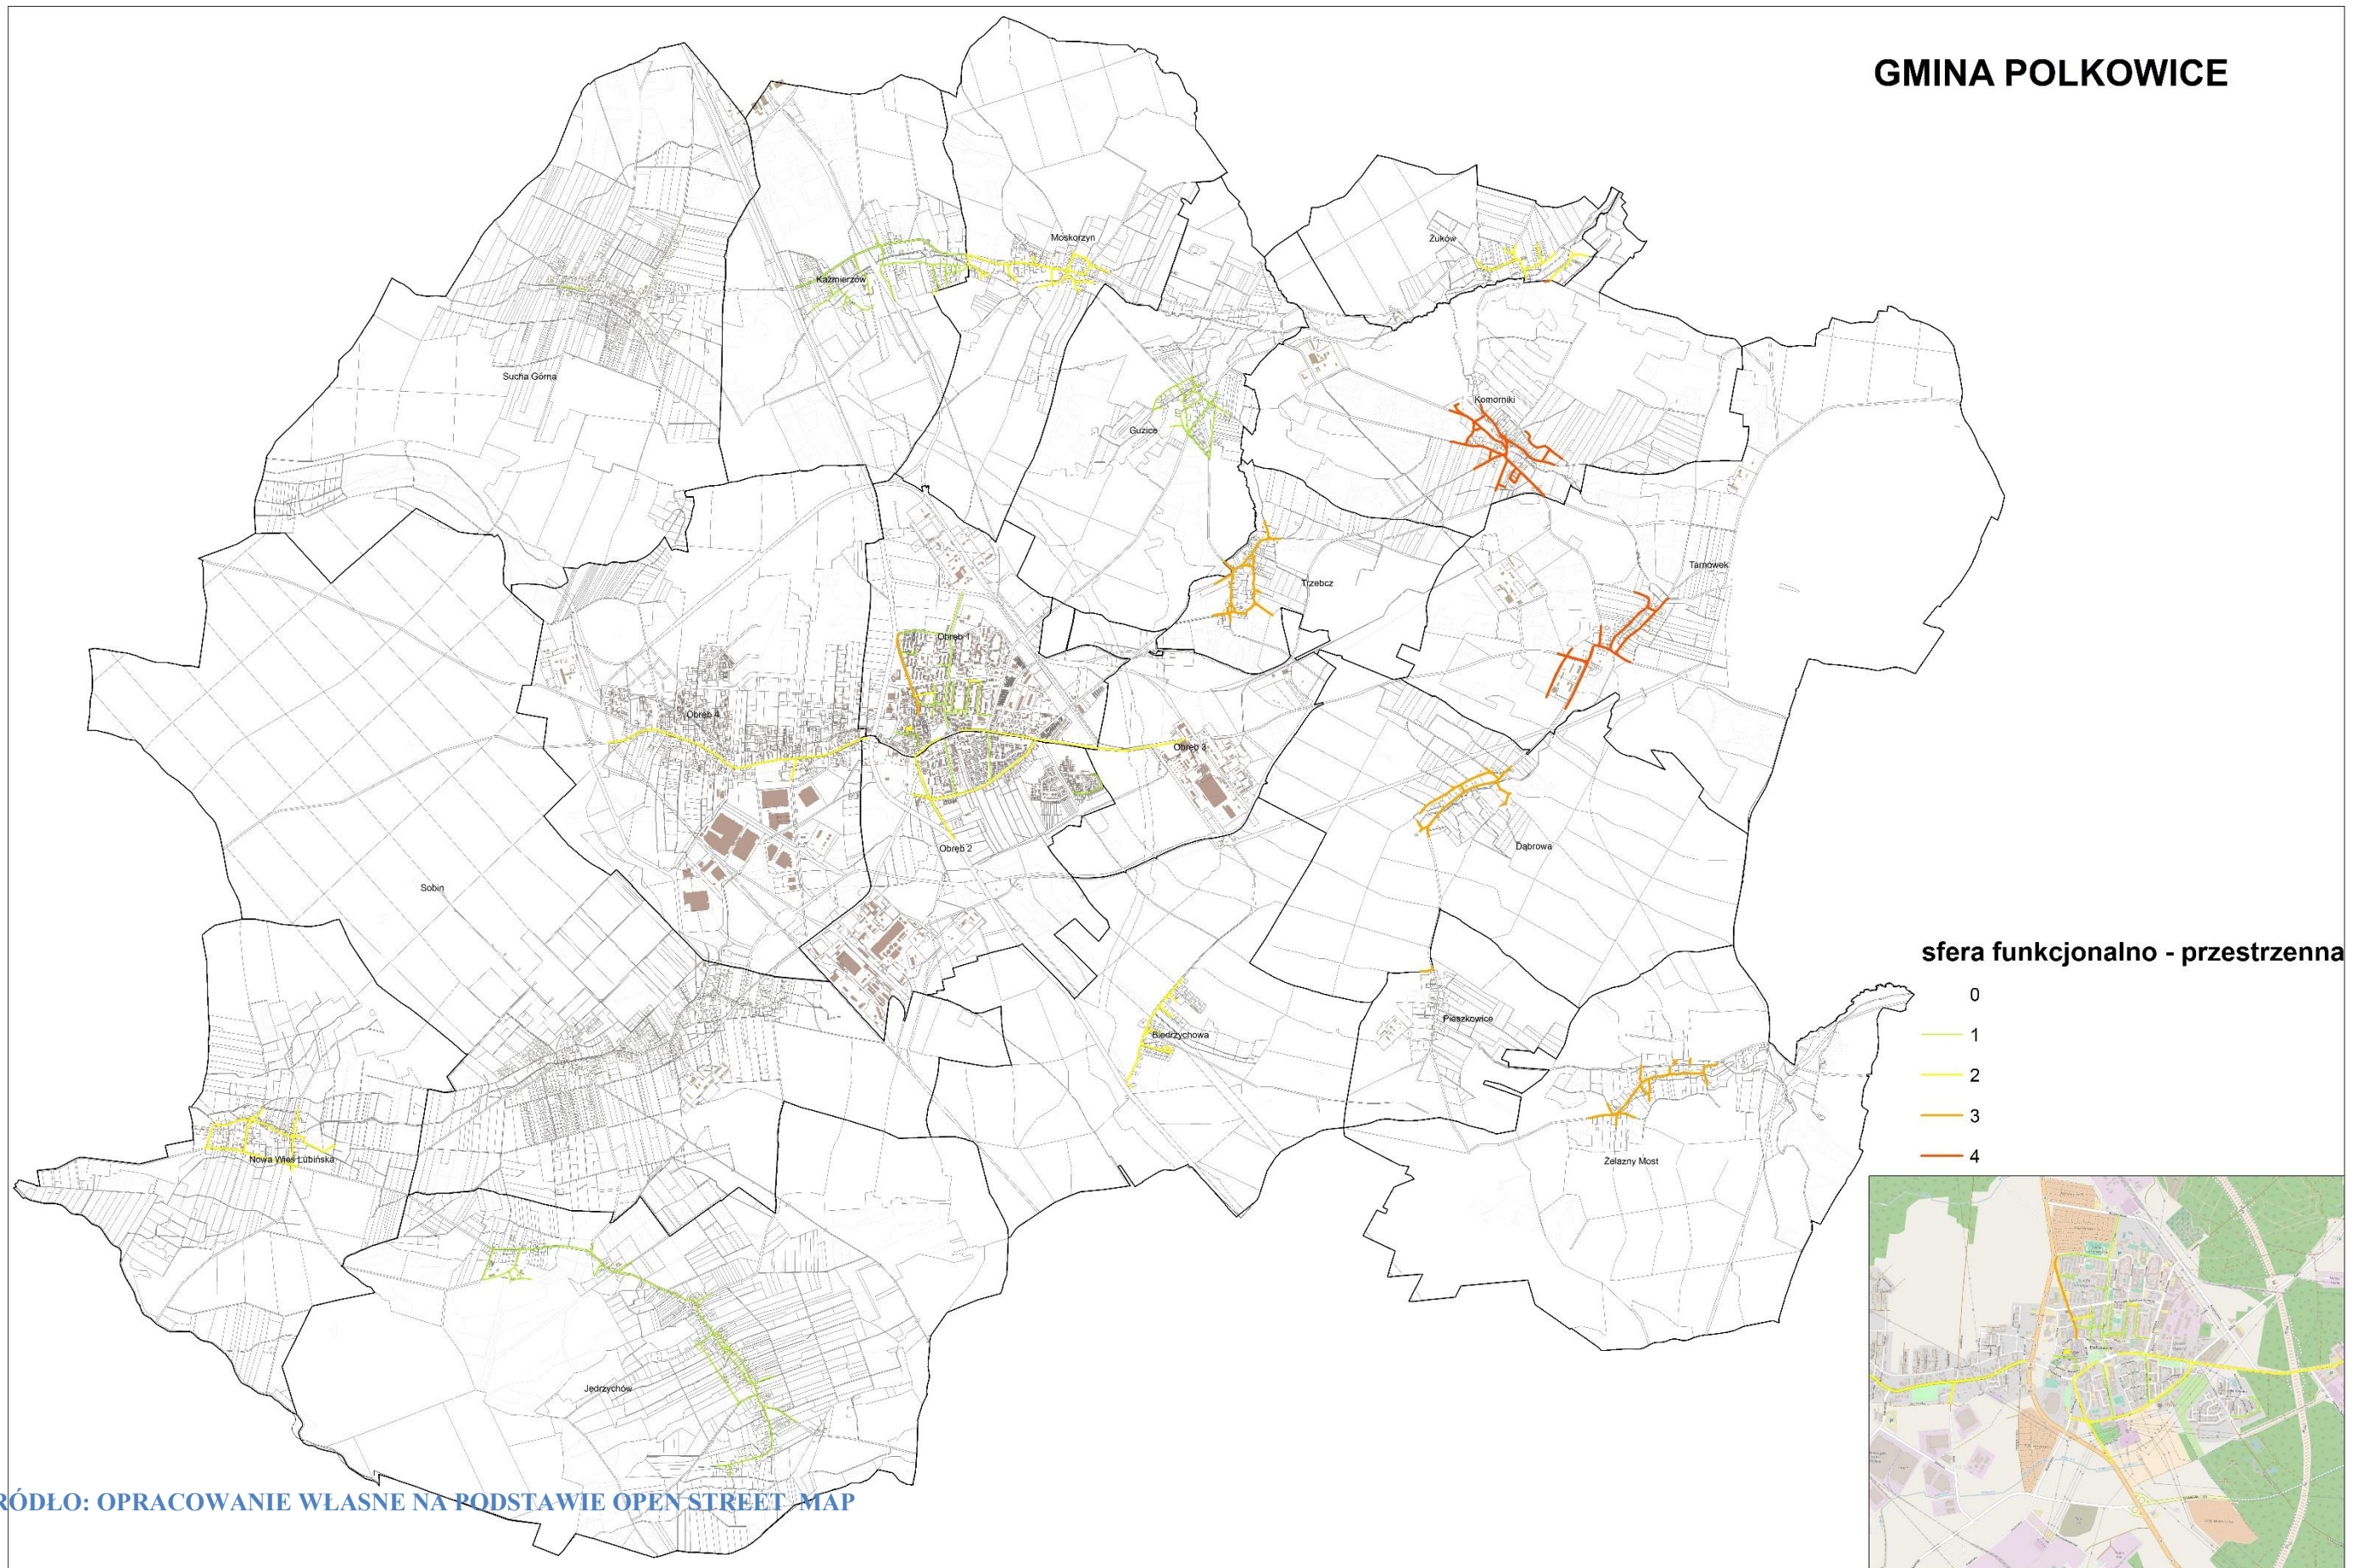 GMINA POLKOWICE
Moskorzyn
Żuków
Kaźmierzów
Sucha Górna
Komorniki
Guzice
Tarnówek
Trzebcz
Obręb 1
Obręb 4
Obręb 3
Obręb 2
Dąbrowa
Sobin
sfera funkcjonalno - przestrzenna
0
1
2
3
4
Pieszkowice
Biedrzychowa
Nowa Wieś Lubińska
Żelazny Most
Jędrzychów
RÓDŁO: OPRACOWANIE WŁASNE NA PODSTAWIE OPEN STREET MAP